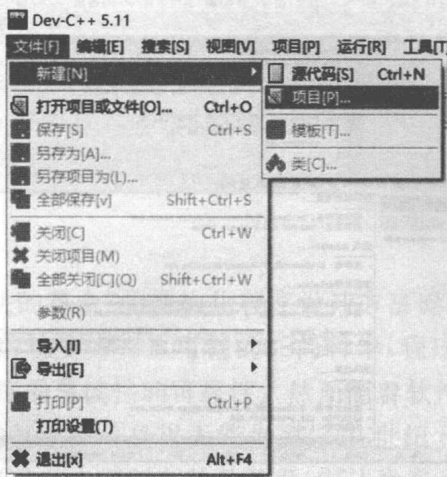 Dev-C++ 5.11
文件[F] 编辑[E] 搜索[S] 视图[V] 项目[P] 运行[R] 工具[T
新建[N]
源代码[S] Ctrl+N
项目[P]...
模板[T]...
类[C]...
打开项目或文件[O]... Ctrl+O
保存[S] Ctrl+S
另存为[A]...
另存项目为(L)...
全部保存[v] Shift+Ctrl+S
关闭[C] Ctrl+W
关闭项目(M)
全部关闭[C](Q) Shift+Ctrl+W
参数(R)
导入[I]
导出[E]
打印[P] Ctrl+P
打印设置(T)
退出[x] Alt+F4